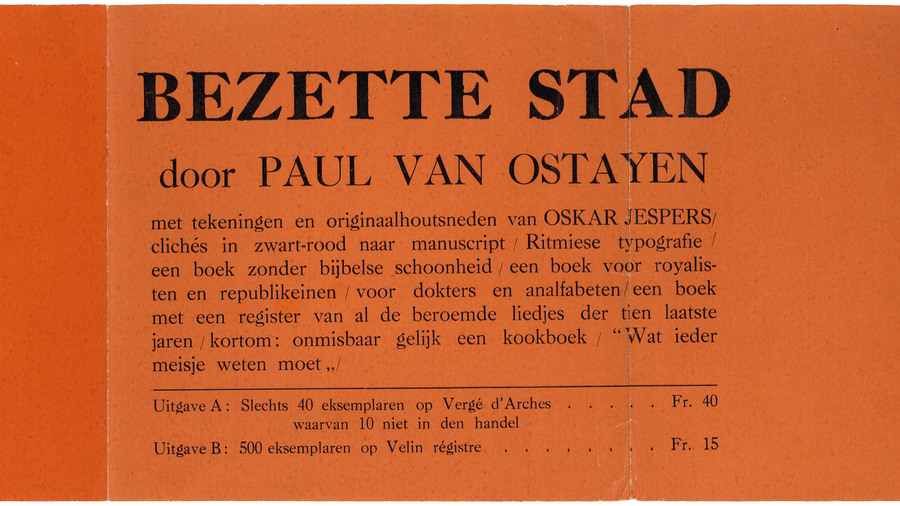 BEZETTE STAD
door PAUL VAN OSTAYEN
met tekeningen en originaalhoutsneden van OSKAR JESPERS/
clichés in zwart-rood naar manuscript / Ritmiese typografie /
een boek zonder bijbelse schoonheid / een boek voor royalis-
ten en republikeinen / voor dokters en analfabeten / een boek
met een register van al de beroemde liedjes der tien laatste
jaren / kortom: onmisbaar gelijk een kookboek / “Wat ieder
meisje weten moet „/
Uitgave A: Slechts 40 eksemplaren op Vergé d'Arches . . . . . Fr. 40
waarvan 10 niet in den handel
Uitgave B: 500 eksemplaren op Velin régistre . . . . . . . . Fr. 15